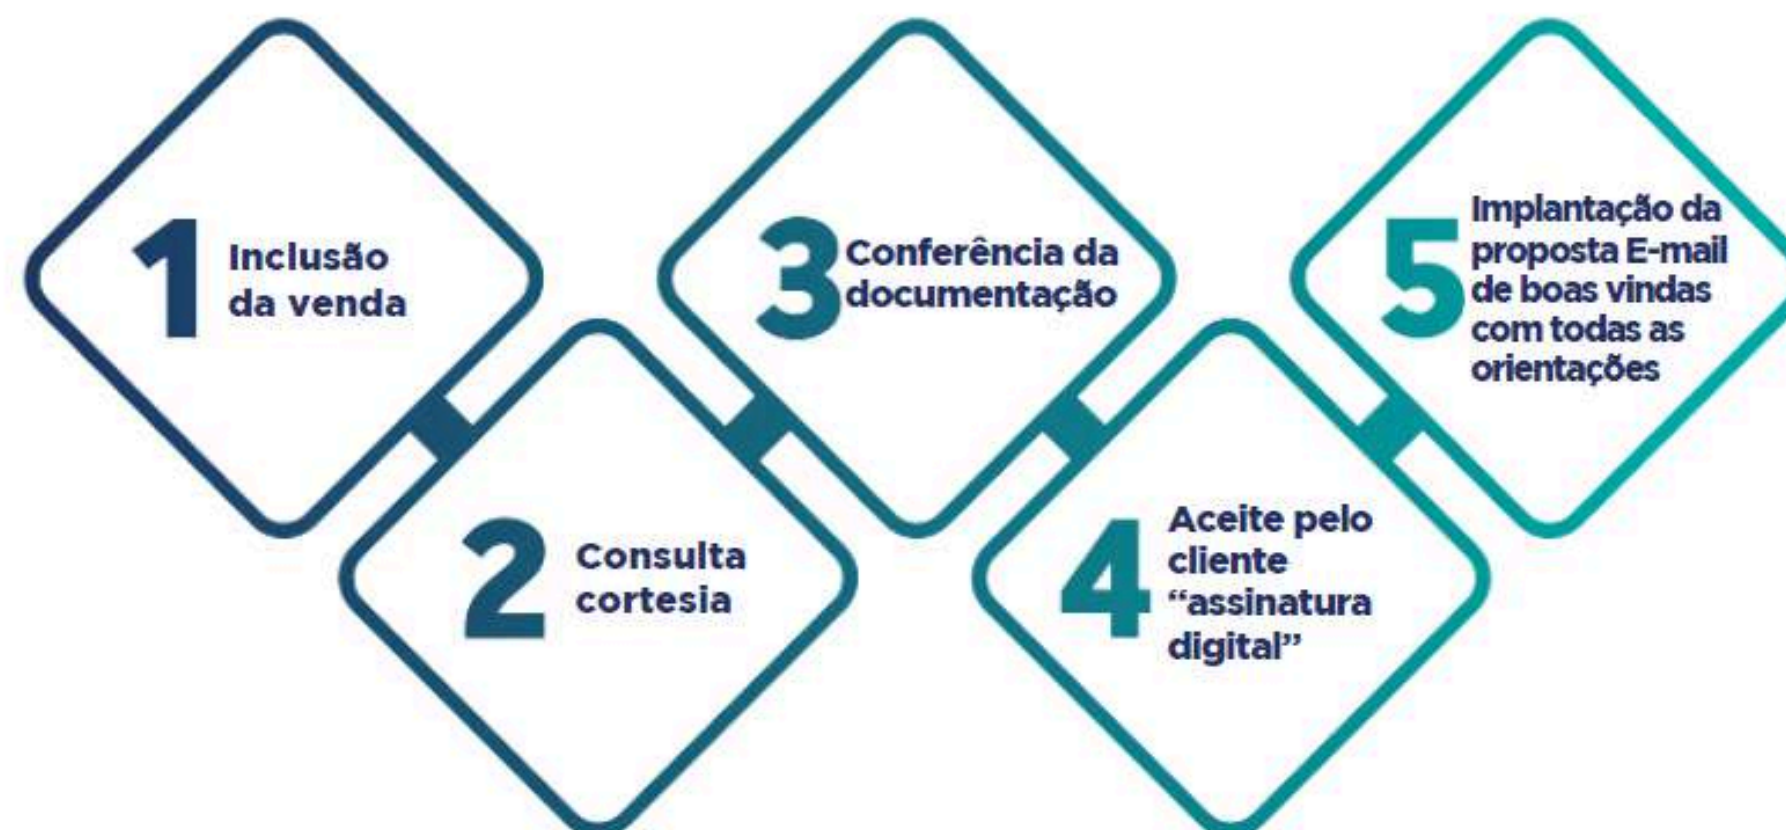 1
Inclusão
da venda
2
Consulta
cortesia
3
Conferência da
documentação
4
Aceite pelo
cliente
“assinatura
digital”
5
Implantação da
proposta E-mail
de boas vindas
com todas as
orientações